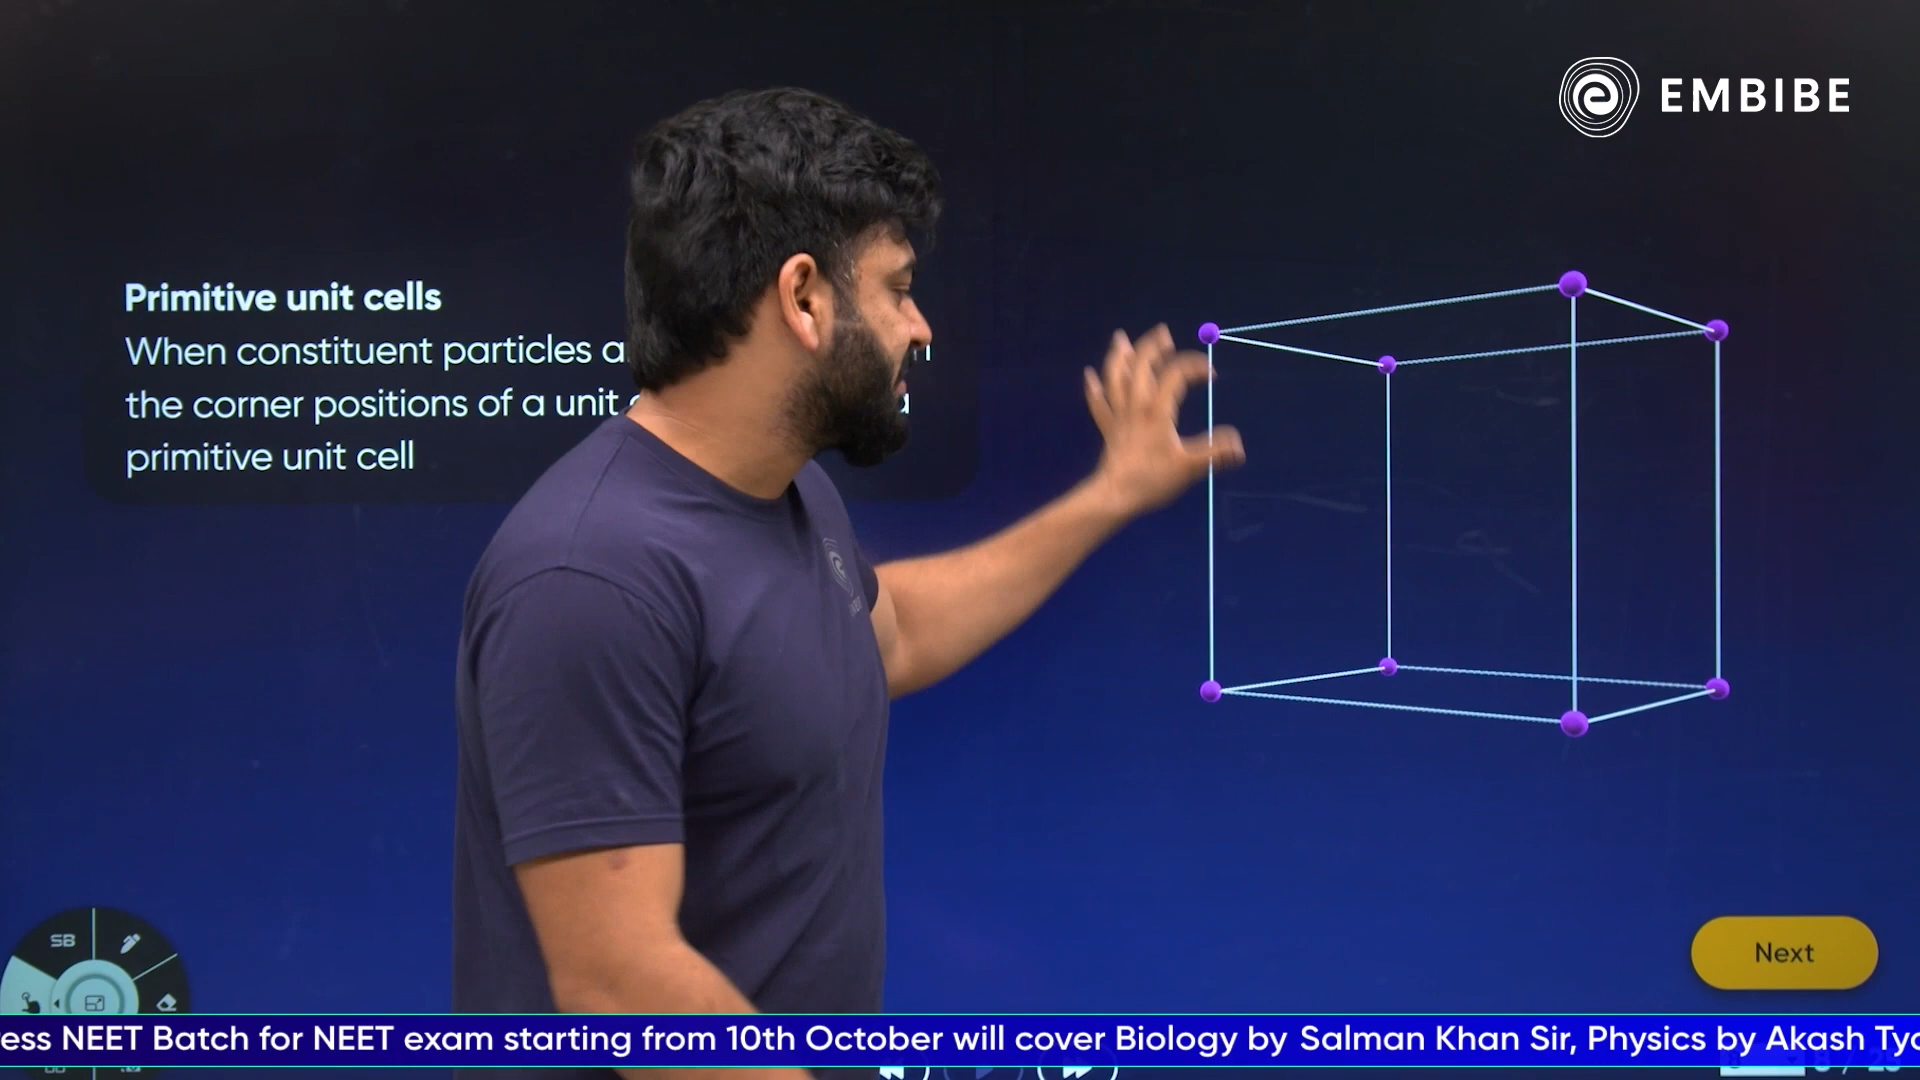 EMBIBE
Primitive unit cells
When constituent particles
the corner positions of a unit
primitive unit cell
SB
Next
NEET Batch for NEET exam starting from 10th October will cover Biology by Salman Khan Sir, Physics by Akash